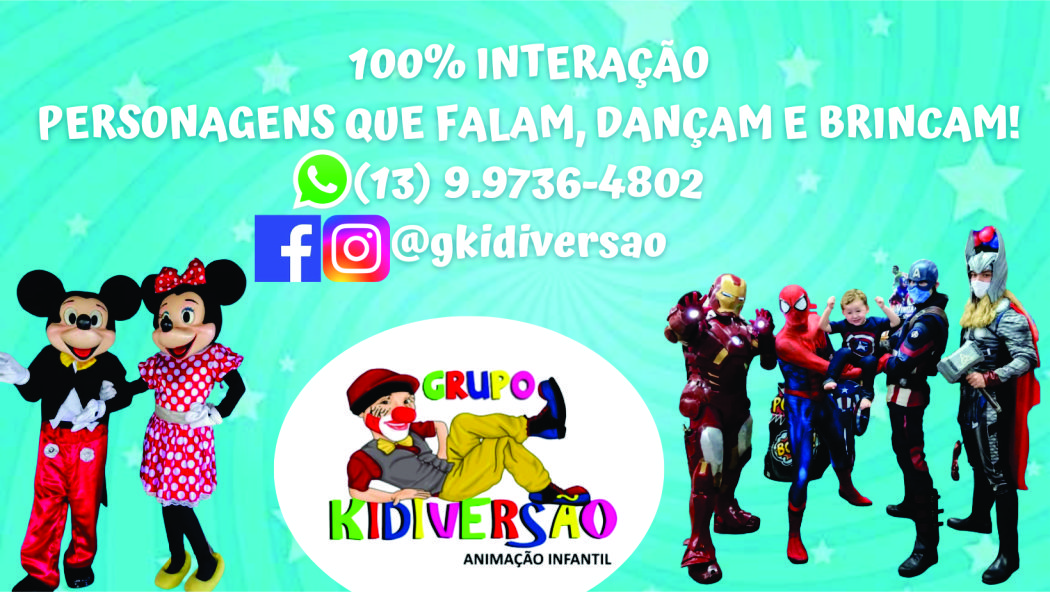 100% INTERAÇÃO
PERSONAGENS QUE FALAM, DANÇAM E BRINCAM!
(13) 9.9736-4802
@gkidiversao
GRUPO
KIDIVERSÃO
ANIMAÇÃO INFANTIL